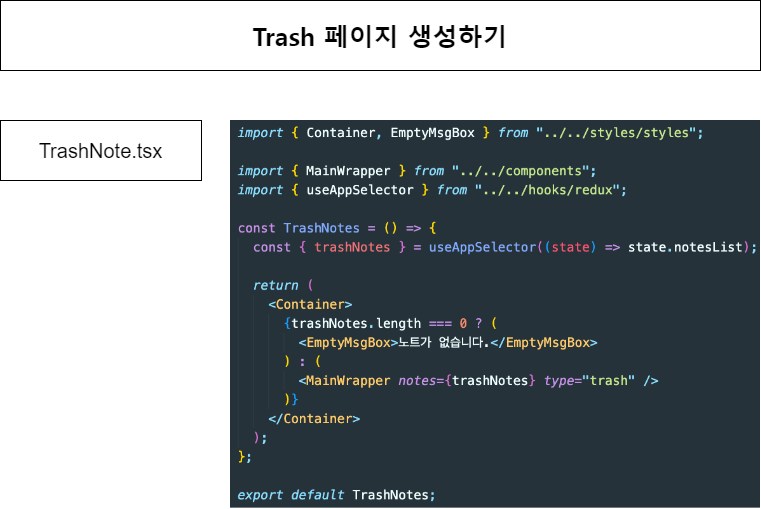 Trash 페이지 생성하기
TrashNote.tsx
import { Container, EmptyMsgBox } from "../../styles/styles";
import { MainWrapper } from "../../components";
import { useAppSelector } from "../../hooks/redux";
const TrashNotes = () => {
const { trashNotes } = useAppSelector((state) => state.notesList);
return (
<Container>
{trashNotes.length === 0 ? (
<EmptyMsgBox>노트가 없습니다.</EmptyMsgBox>
) : (
<MainWrapper notes={trashNotes} type="trash" />
)}
</Container>
);
};
export default TrashNotes;